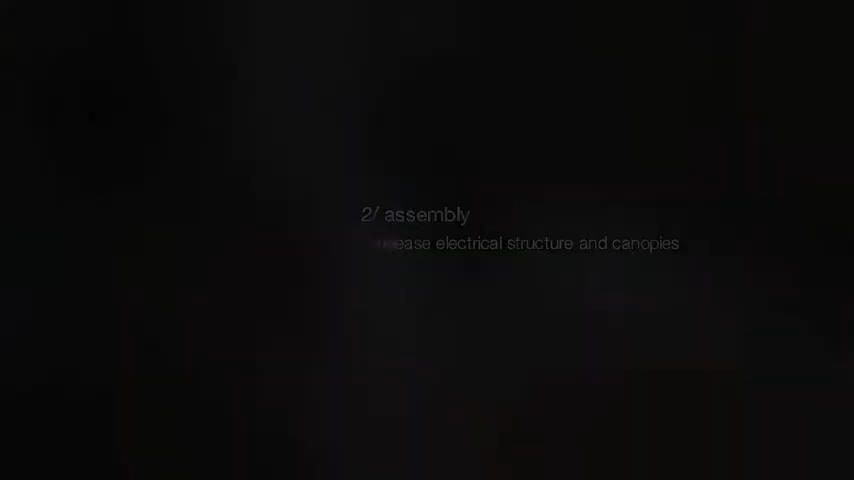 2/ assembly
electrical structure and canopies